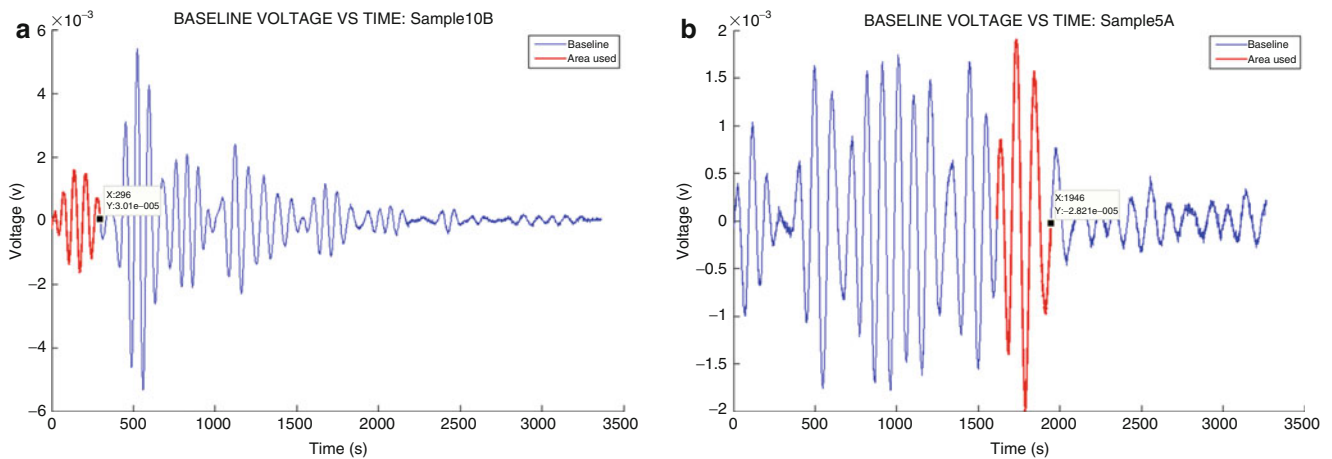 a
BASELINE VOLTAGE VS TIME: Sample10B
×10⁻³
6
4
2
0
−2
−4
−6
Voltage (v)
Baseline
Area used
X:296
Y:3.01e−005
0 500 1000 1500 2000 2500 3000 3500
Time (s)
b
BASELINE VOLTAGE VS TIME: Sample5A
×10⁻³
2
1.5
1
0.5
0
−0.5
−1
−1.5
−2
Voltage (v)
Baseline
Area used
X:1946
Y:−2.821e−005
0 500 1000 1500 2000 2500 3000 3500
Time (s)